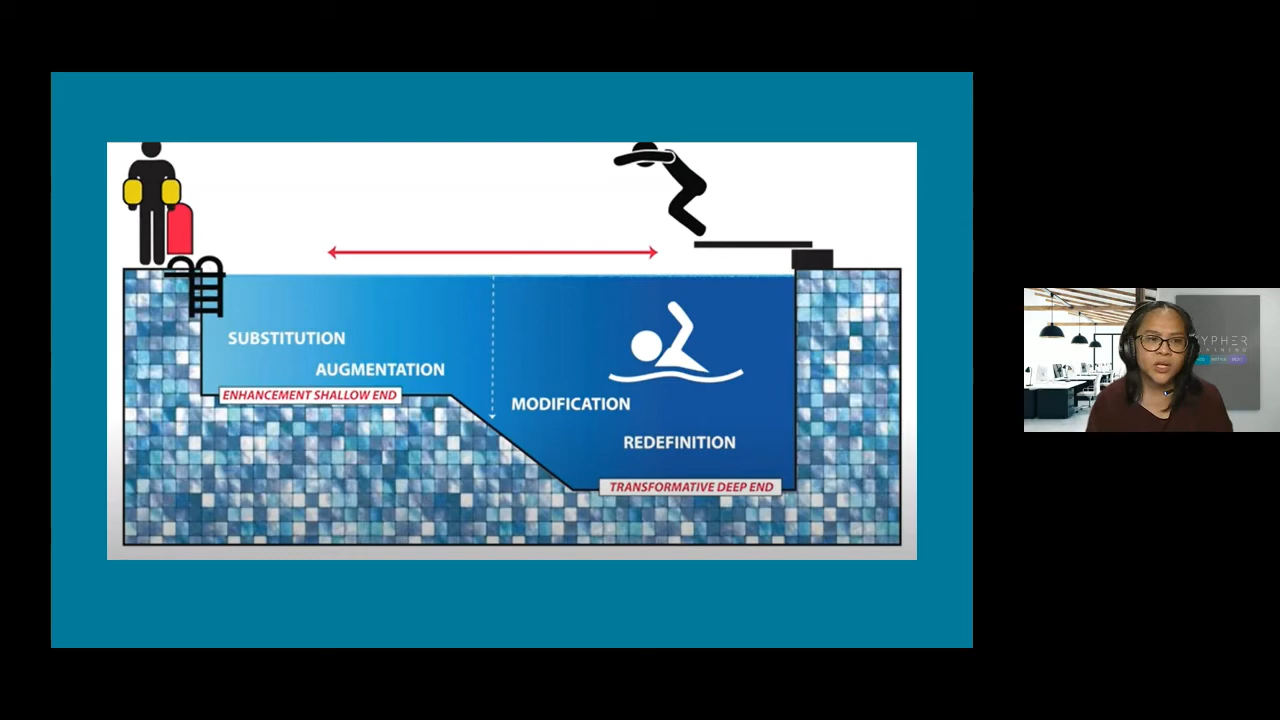 SUBSTITUTION
AUGMENTATION
ENHANCEMENT SHALLOW END
MODIFICATION
REDEFINITION
TRANSFORMATIVE DEEP END